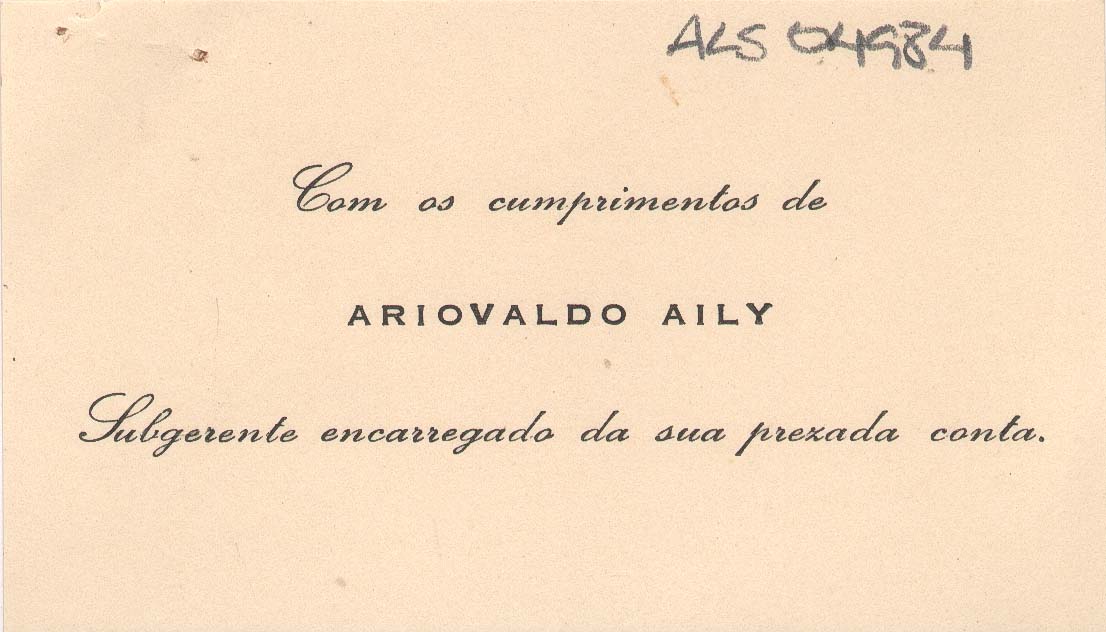 ALS 04984
Com os cumprimentos de
ARIOVALDO AILY
Subgerente encarregado da sua prezada conta.